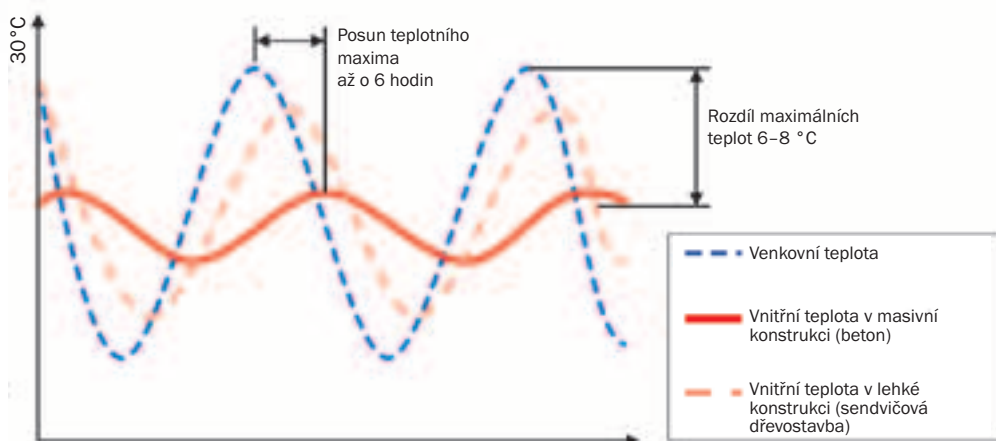 30°C
Posun teplotního
maxima
až o 6 hodin
Rozdíl maximálních
teplot 6–8 °C
Venkovní teplota
Vnitřní teplota v masivní
konstrukci (beton)
Vnitřní teplota v lehké
konstrukci (sendvičová
dřevostavba)